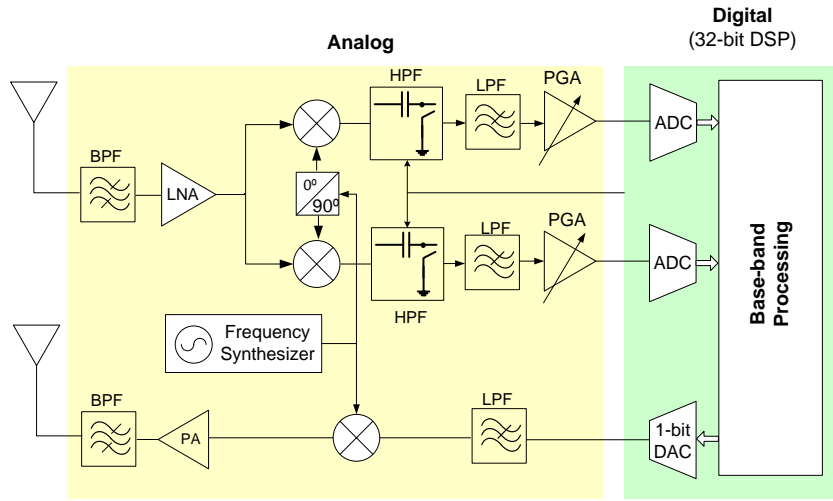 Digital
(32-bit DSP)
Analog
HPF
LPF
PGA
ADC
BPF
LNA
0º
90º
LPF
PGA
ADC
HPF
Frequency
Synthesizer
Base-band
Processing
BPF
PA
LPF
1-bit
DAC